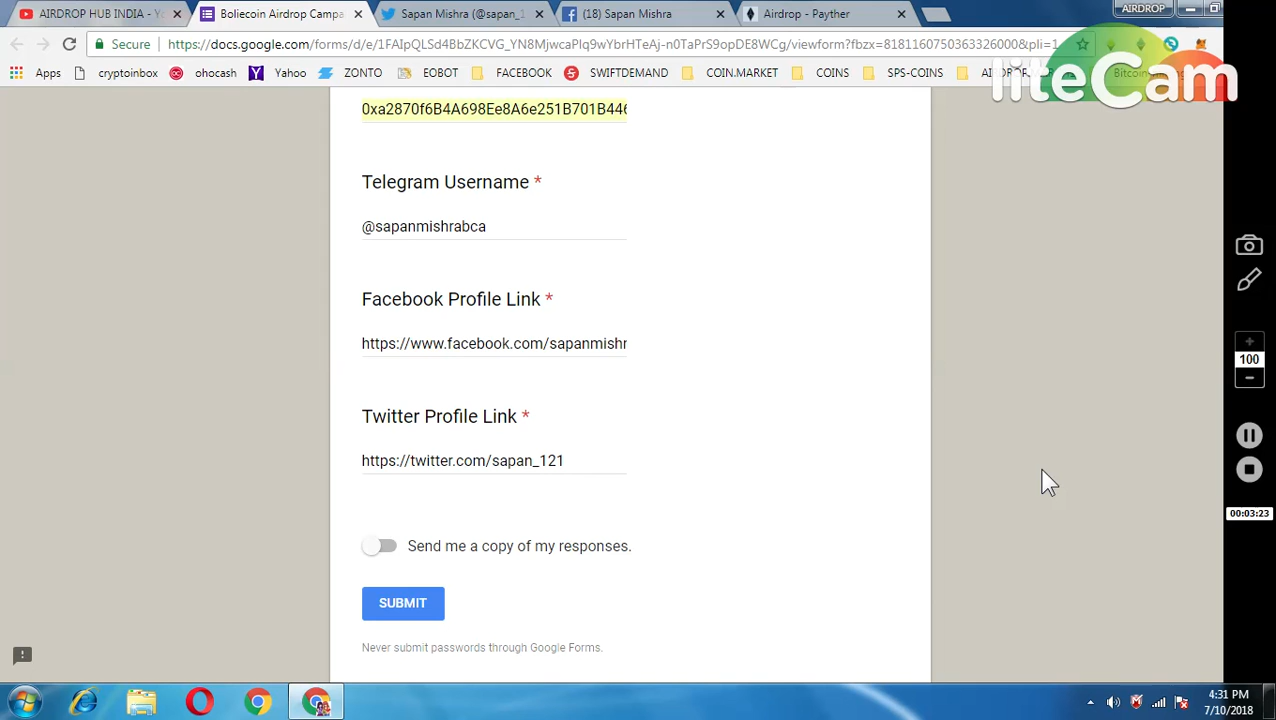 AIRDROP HUB INDIA - Y
Boliecoin Airdrop Campa
Sapan Mishra (@sapan_1
(18) Sapan Mishra
Airdrop - Payther
AIRDROP
Secure
https://docs.google.com/forms/d/e/1FAIpQLSd4BbZKCVG_YN8MjwcaPlq9wYbrHTeAj-n0TaPrS9opDE8WCg/viewform?fbzx=8181160750363326000&pli=1
Apps
cryptoinbox
ohocash
Yahoo
ZONTO
EOBOT
FACEBOOK
SWIFTDEMAND
COIN.MARKET
COINS
SPS-COINS
liteCam
0xa2870f6B4A698Ee8A6e251B701B446
Telegram Username *
@sapanmishrabca
Facebook Profile Link *
https://www.facebook.com/sapanmishr
100
Twitter Profile Link *
https://twitter.com/sapan_121
00:03:23
Send me a copy of my responses.
SUBMIT
Never submit passwords through Google Forms.
4:31 PM
7/10/2018